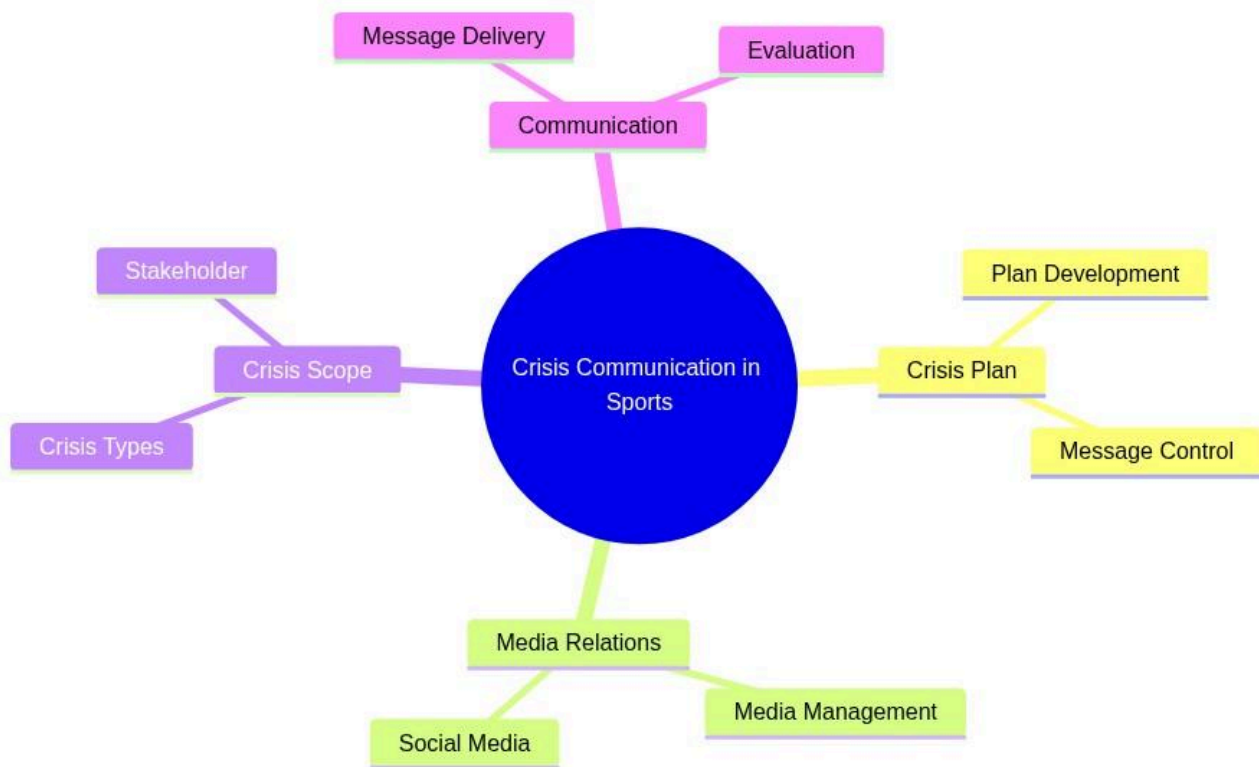 Message Delivery
Evaluation
Communication
Stakeholder
Plan Development
Crisis Scope
Crisis Communication in
Sports
Crisis Plan
Crisis Types
Message Control
Media Relations
Media Management
Social Media